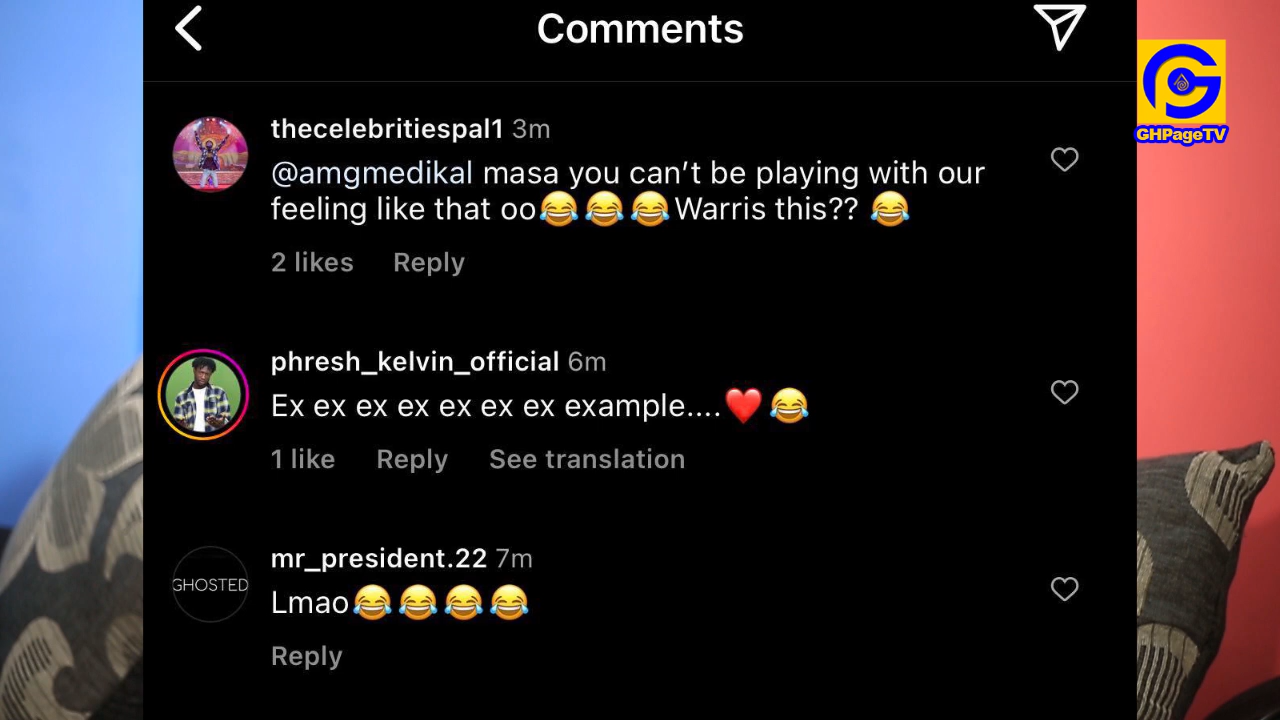 Comments
GHPageTV
thecelebritiespal1 3m
@amgmedikal masa you can't be playing with our
feeling like that oo😂😂😂Warris this?? 😂
2 likes Reply
phresh_kelvin_official 6m
Ex ex ex ex ex ex ex example....❤️😂
1 like Reply See translation
GHOSTED
mr_president.22 7m
Lmao😂😂😂😂
Reply